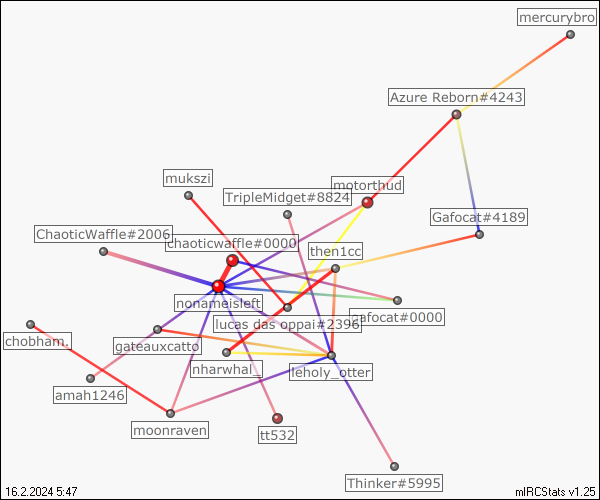 mercurybro
Azure Reborn#4243
mukszi
motorthud
TripleMidget#8824
Gafocat#4189
ChaoticWaffle#2006
chaoticwaffle#0000
then1cc
nonameisleft
gafocat#0000
lucas das oppai#2396
chobham.
gateauxcatto
nharwhal_
leholy_otter
amah1246
moonraven
tt532
Thinker#5995
16.2.2024 5:47
mIRCStats v1.25